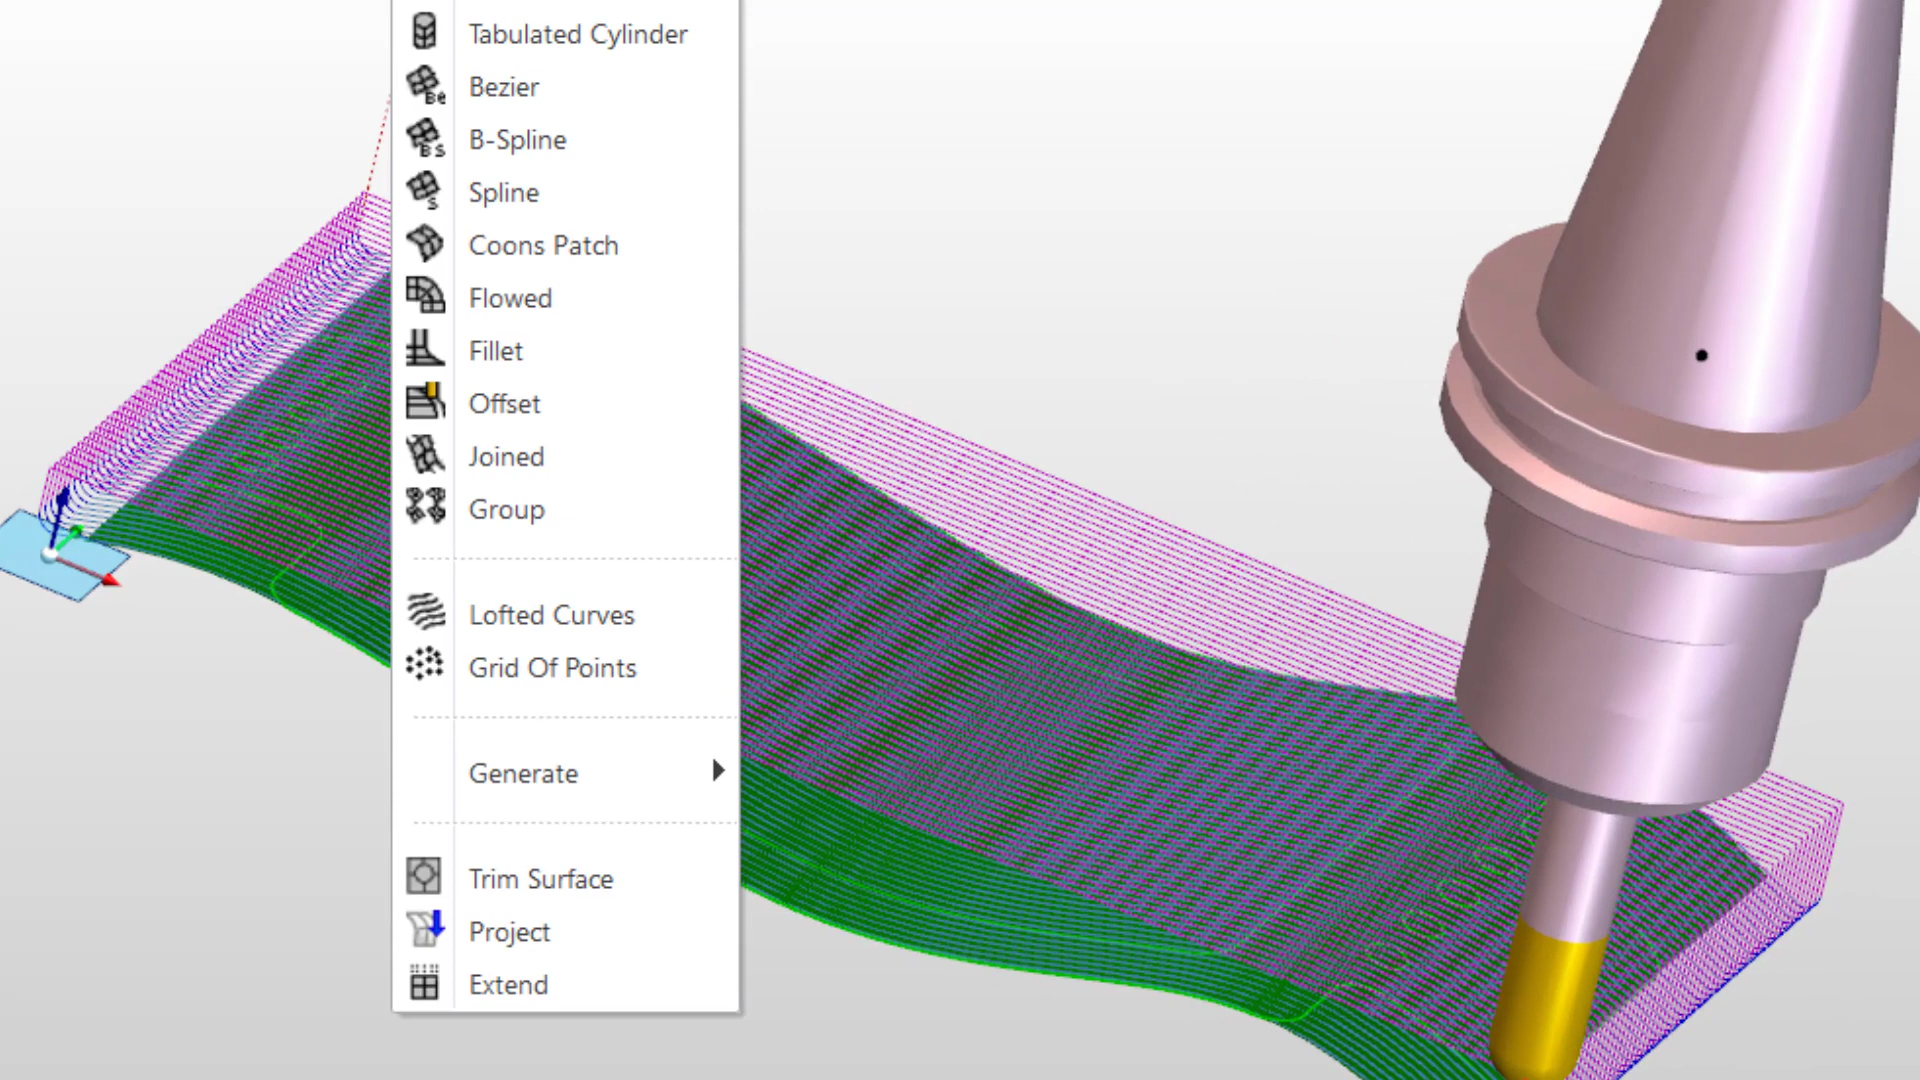 Tabulated Cylinder
Bezier
B-Spline
Spline
Coons Patch
Flowed
Fillet
Offset
Joined
Group
Lofted Curves
Grid Of Points
Generate
Trim Surface
Project
Extend